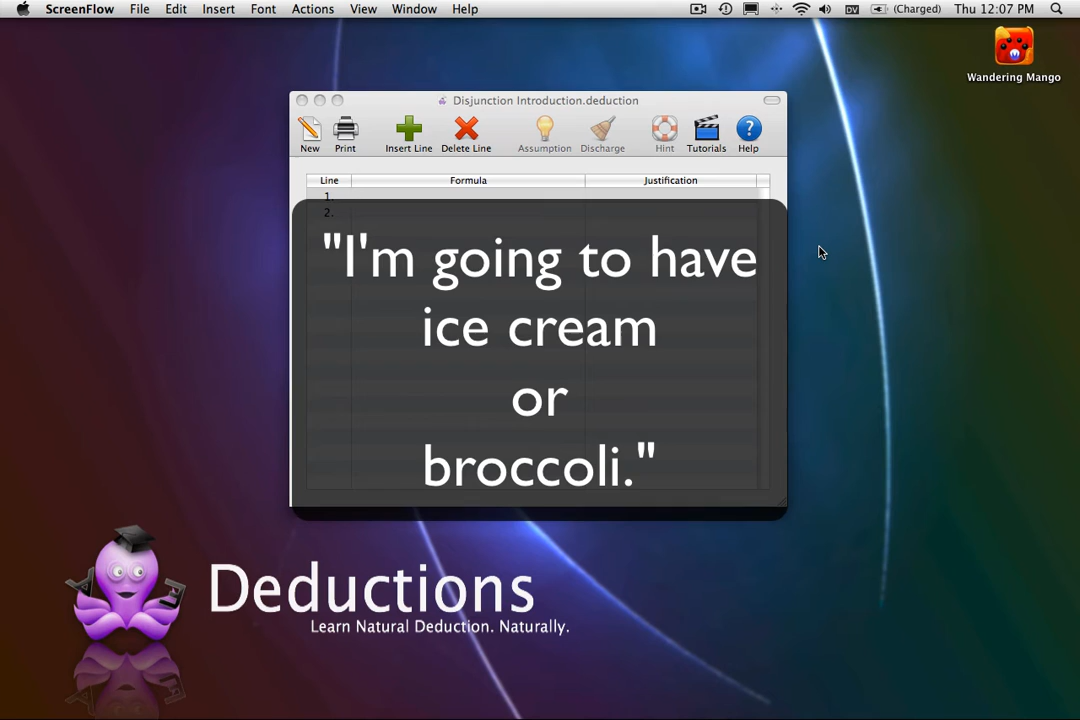 ScreenFlow File Edit Insert Font Actions View Window Help DV (Charged) Thu 12:07 PM
Wandering Mango
Disjunction Introduction.deduction
New Print Insert Line Delete Line Assumption Discharge Hint Tutorials Help
Line Formula Justification
1.
2.
"I'm going to have
ice cream
or
broccoli."
Deductions
Learn Natural Deduction. Naturally.